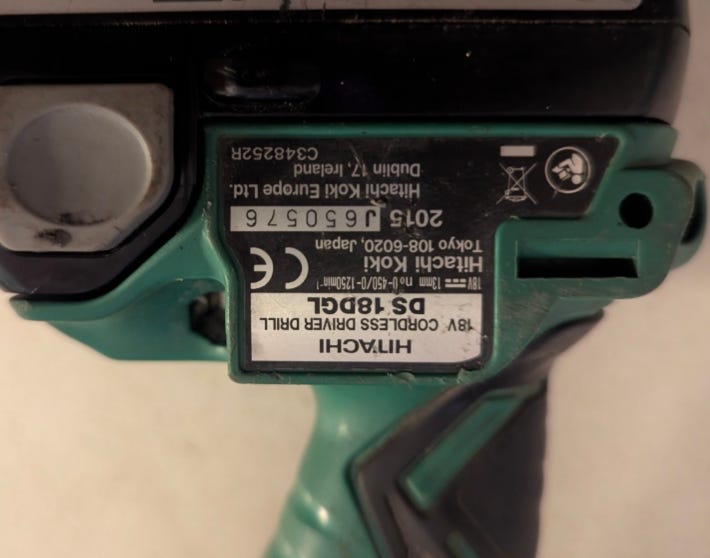 HITACHI
18V CORDLESS DRIVER DRILL
DS 18DGL
18V 13mm n₀ 0-450/0-1250min⁻¹
Hitachi Koki
Tokyo 108-6020, Japan
CE
2015 J650576
Hitachi Koki Europe Ltd.
Dublin 17, Ireland
C348252R